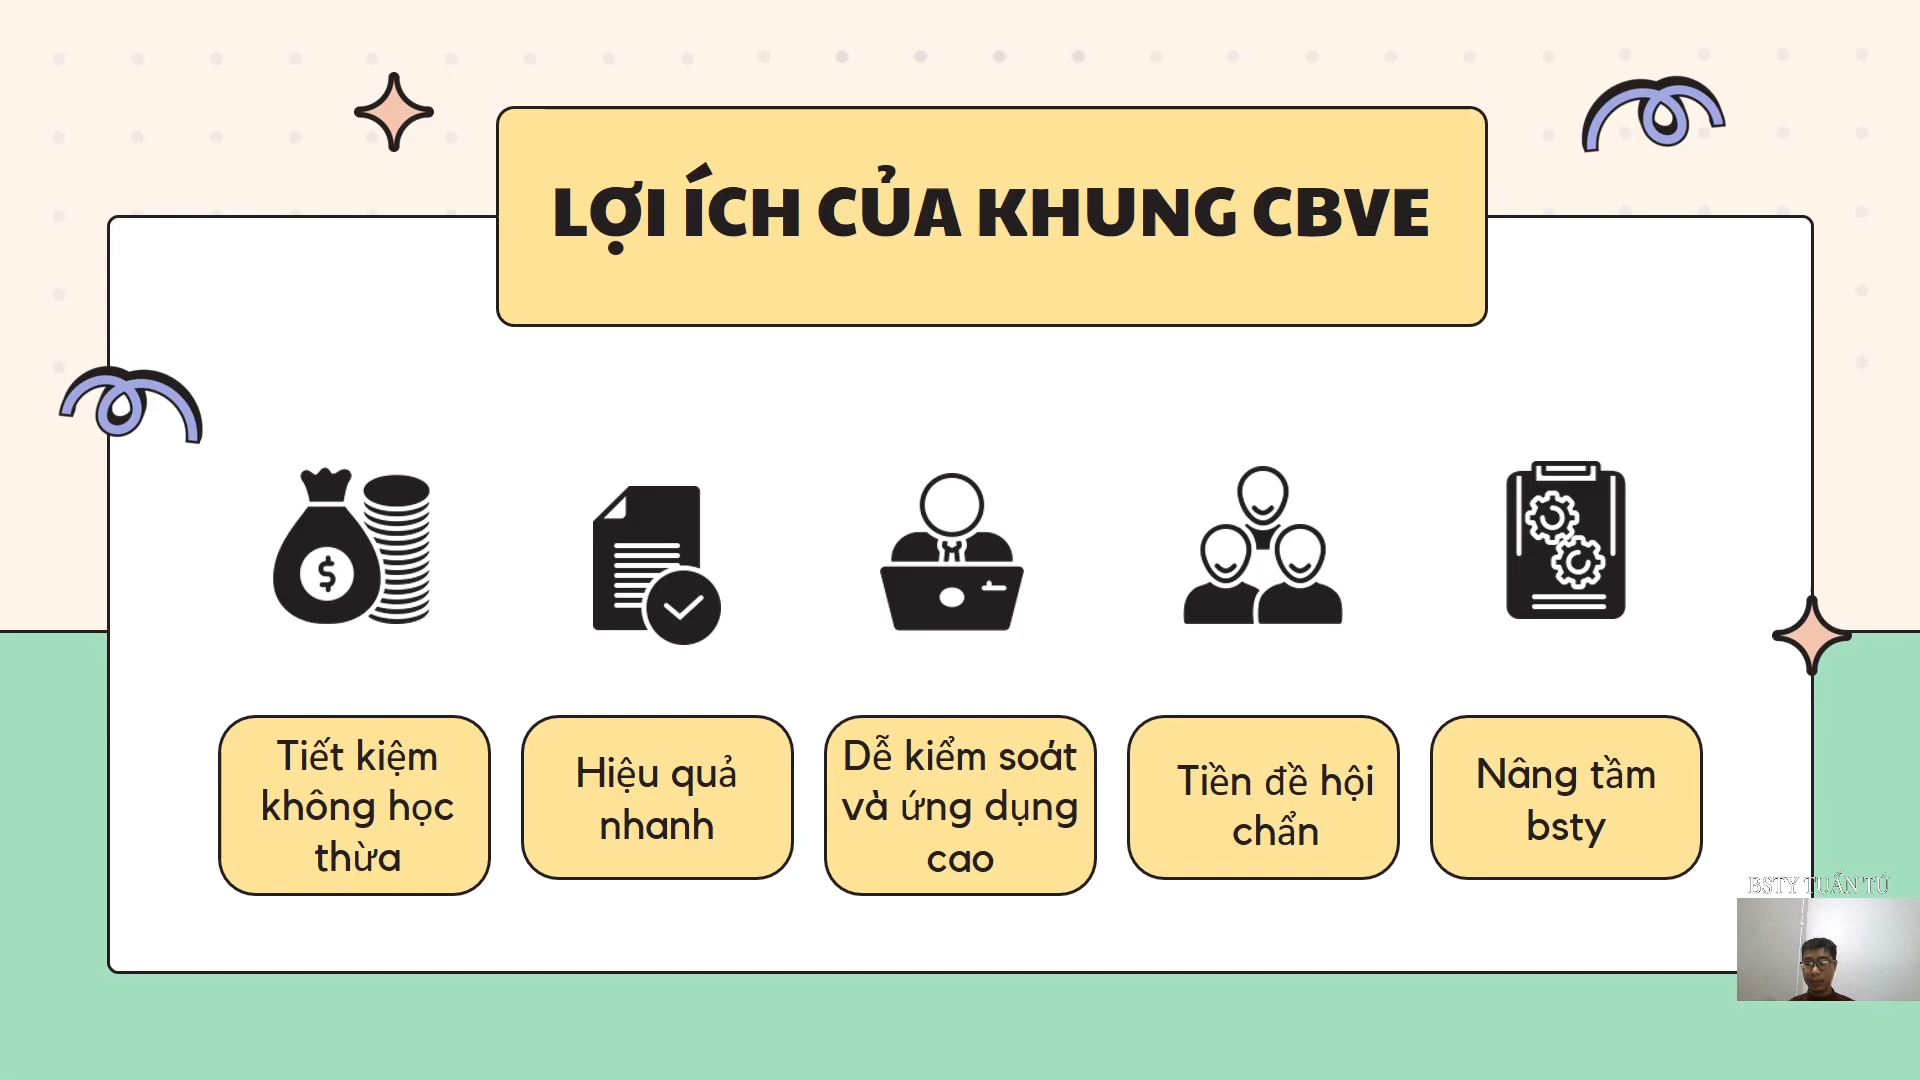 LỢI ÍCH CỦA KHUNG CBVE
$
Tiết kiệm
không học
thừa
Hiệu quả
nhanh
Dễ kiểm soát
và ứng dụng
cao
Tiền đề hội
chẩn
Nâng tầm
bsty
BSTY TUẤN TÚ